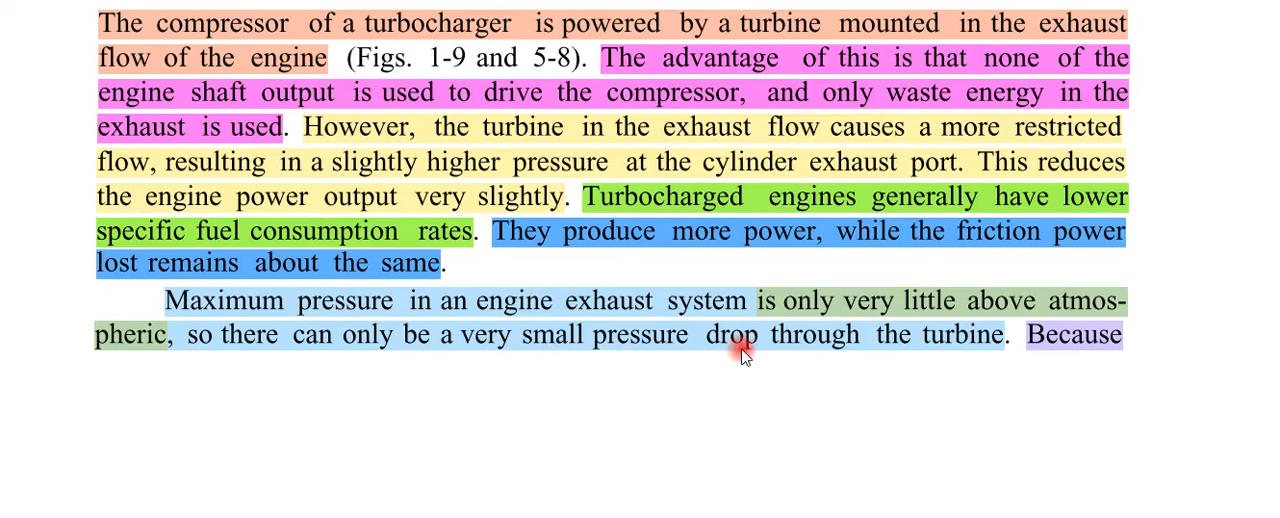 The compressor of a turbocharger is powered by a turbine mounted in the exhaust
flow of the engine (Figs. 1-9 and 5-8). The advantage of this is that none of the
engine shaft output is used to drive the compressor, and only waste energy in the
exhaust is used. However, the turbine in the exhaust flow causes a more restricted
flow, resulting in a slightly higher pressure at the cylinder exhaust port. This reduces
the engine power output very slightly. Turbocharged engines generally have lower
specific fuel consumption rates. They produce more power, while the friction power
lost remains about the same.
Maximum pressure in an engine exhaust system is only very little above atmos-
pheric, so there can only be a very small pressure drop through the turbine. Because